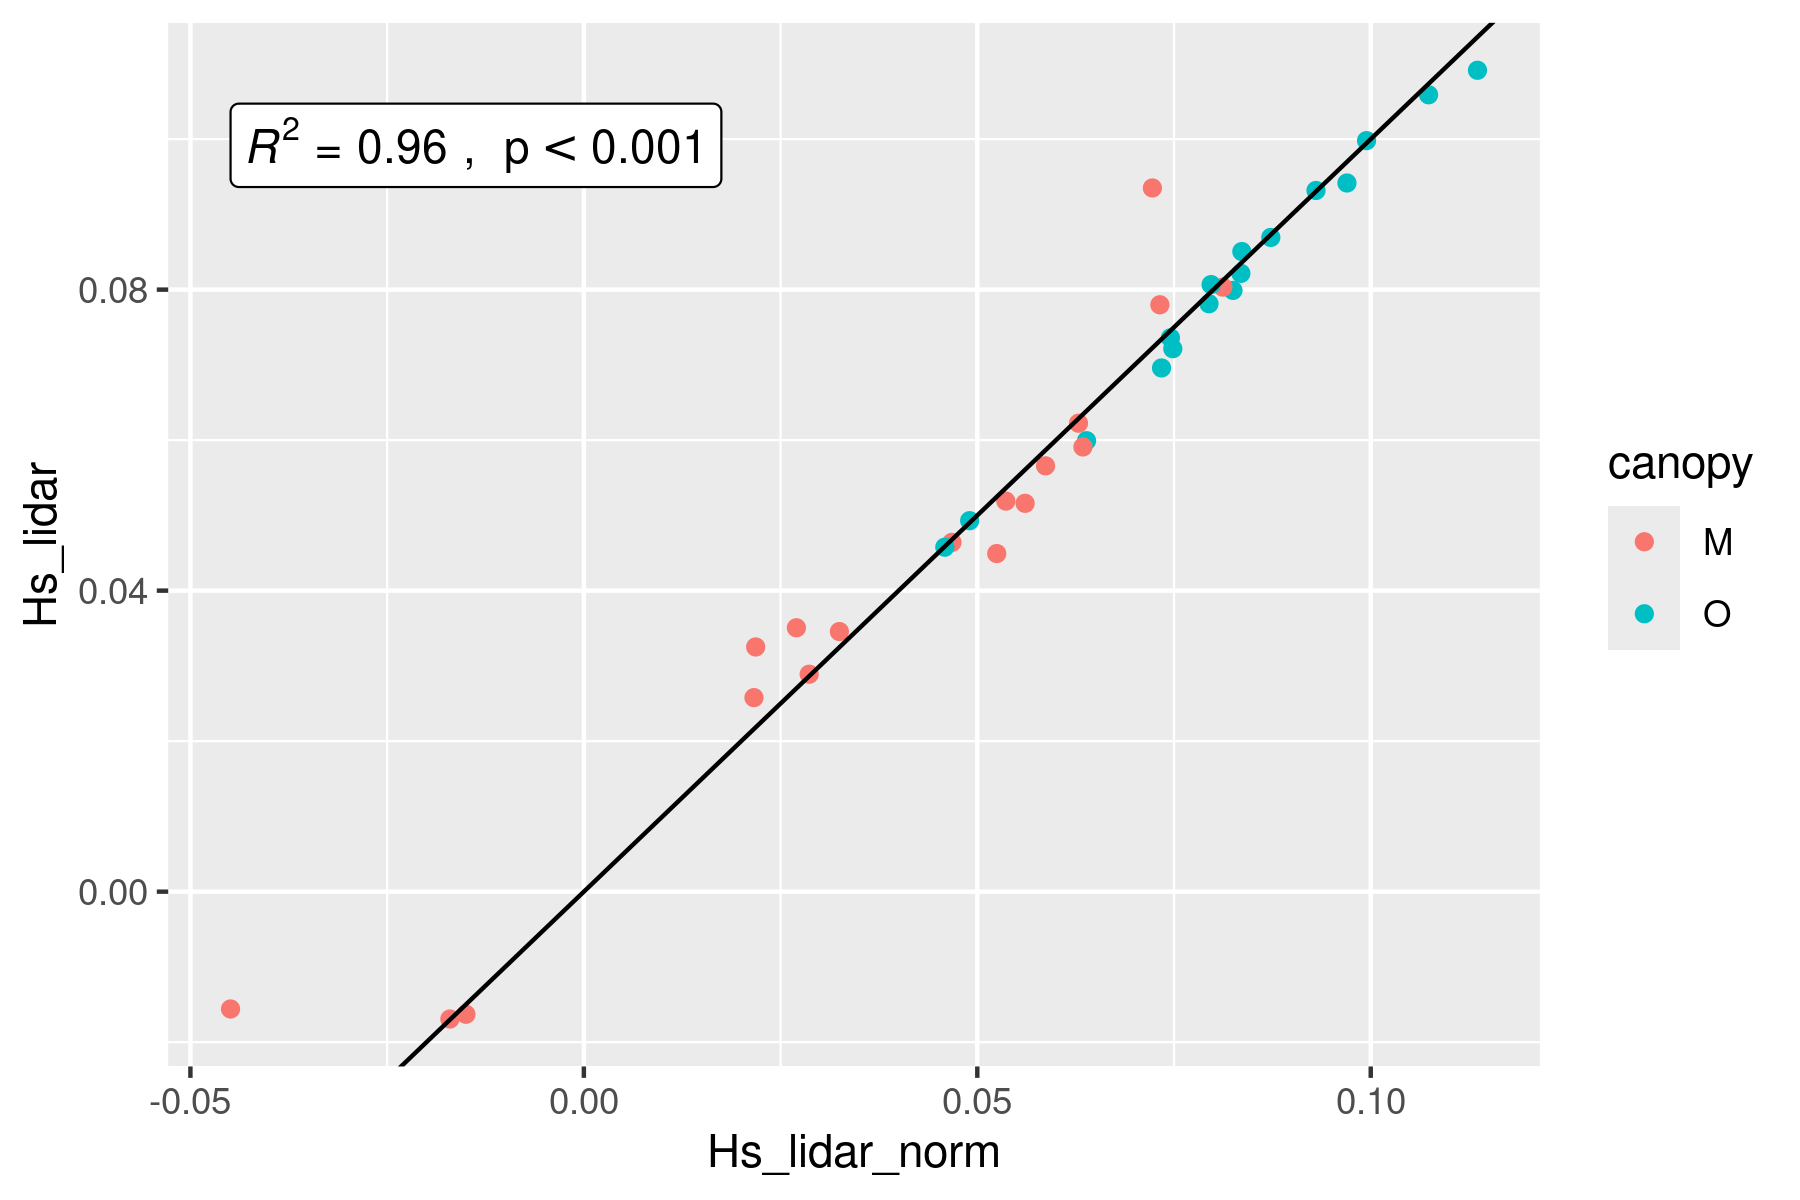 R² = 0.96 , p < 0.001
0.08
0.04
0.00
Hs_lidar
-0.05 0.00 0.05 0.10
Hs_lidar_norm
canopy
M
O